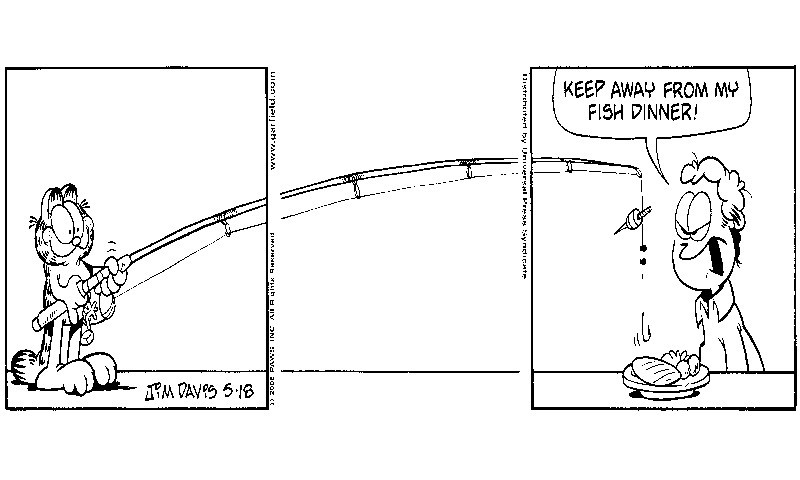 www.garfield.com
© 2006 PAWS, INC. All Rights Reserved.
JIM DAVIS 5·18
Distributed by Universal Press Syndicate
KEEP AWAY FROM MY
FISH DINNER!